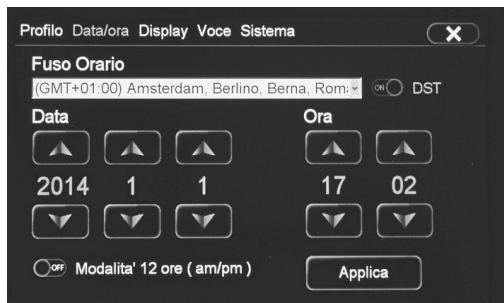 Profilo Data/ora Display Voce Sistema X
Fuso Orario
(GMT+01:00) Amsterdam, Berlino, Berna, Rom
ON DST
Data Ora
2014 1 1 17 02
OFF Modalita' 12 ore ( am/pm ) Applica